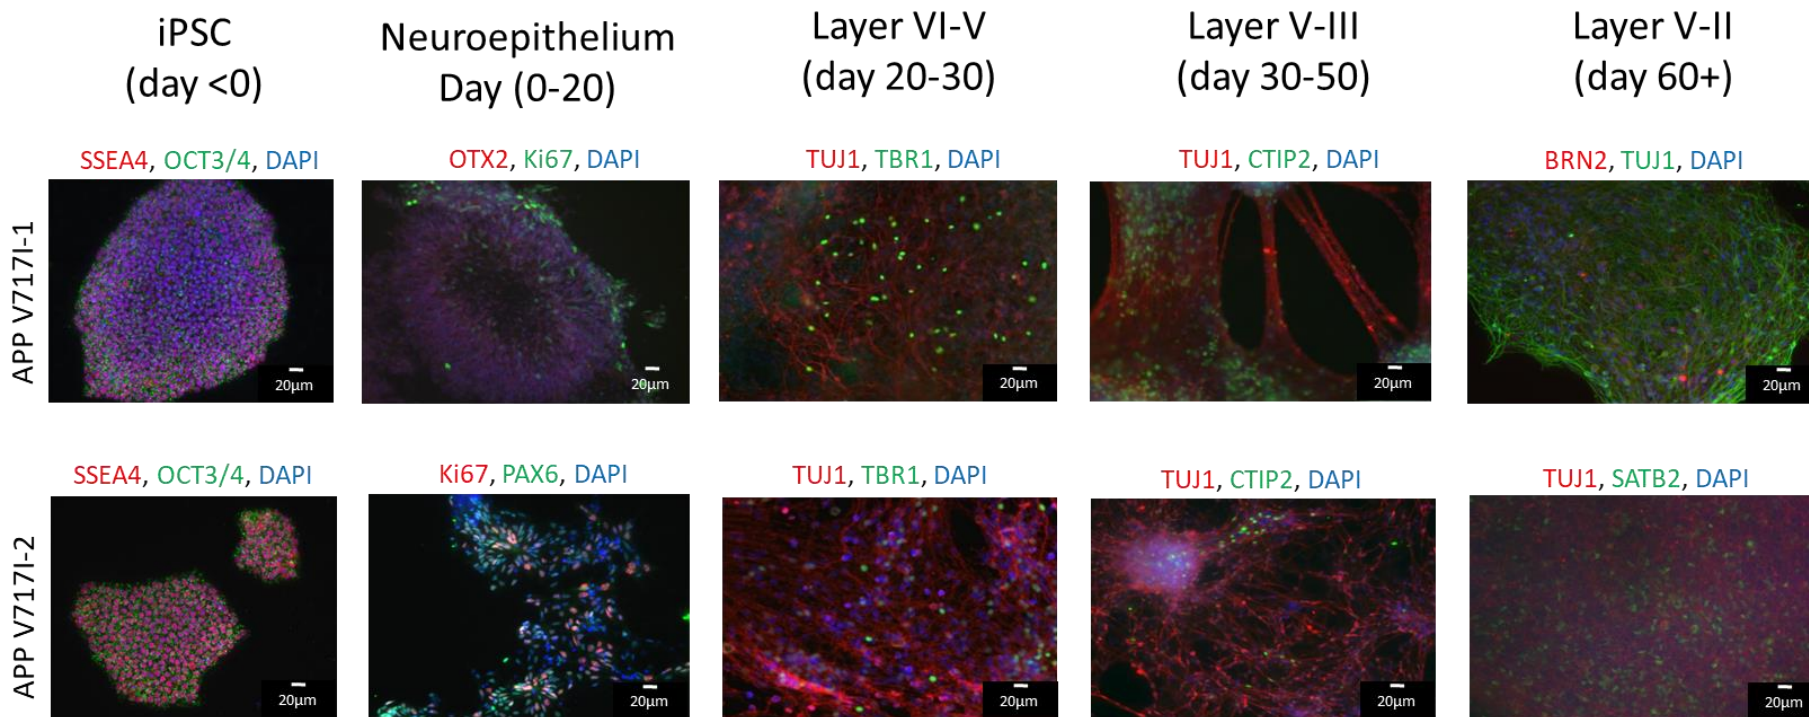 iPSC
(day <0)
Neuroepithelium
Day (0-20)
Layer VI-V
(day 20-30)
Layer V-III
(day 30-50)
Layer V-II
(day 60+)
SSEA4, OCT3/4, DAPI
OTX2, Ki67, DAPI
TUJ1, TBR1, DAPI
TUJ1, CTIP2, DAPI
BRN2, TUJ1, DAPI
APP V717I-1
20µm
20µm
20µm
20µm
20µm
SSEA4, OCT3/4, DAPI
Ki67, PAX6, DAPI
TUJ1, TBR1, DAPI
TUJ1, CTIP2, DAPI
TUJ1, SATB2, DAPI
APP V717I-2
20µm
20µm
20µm
20µm
20µm